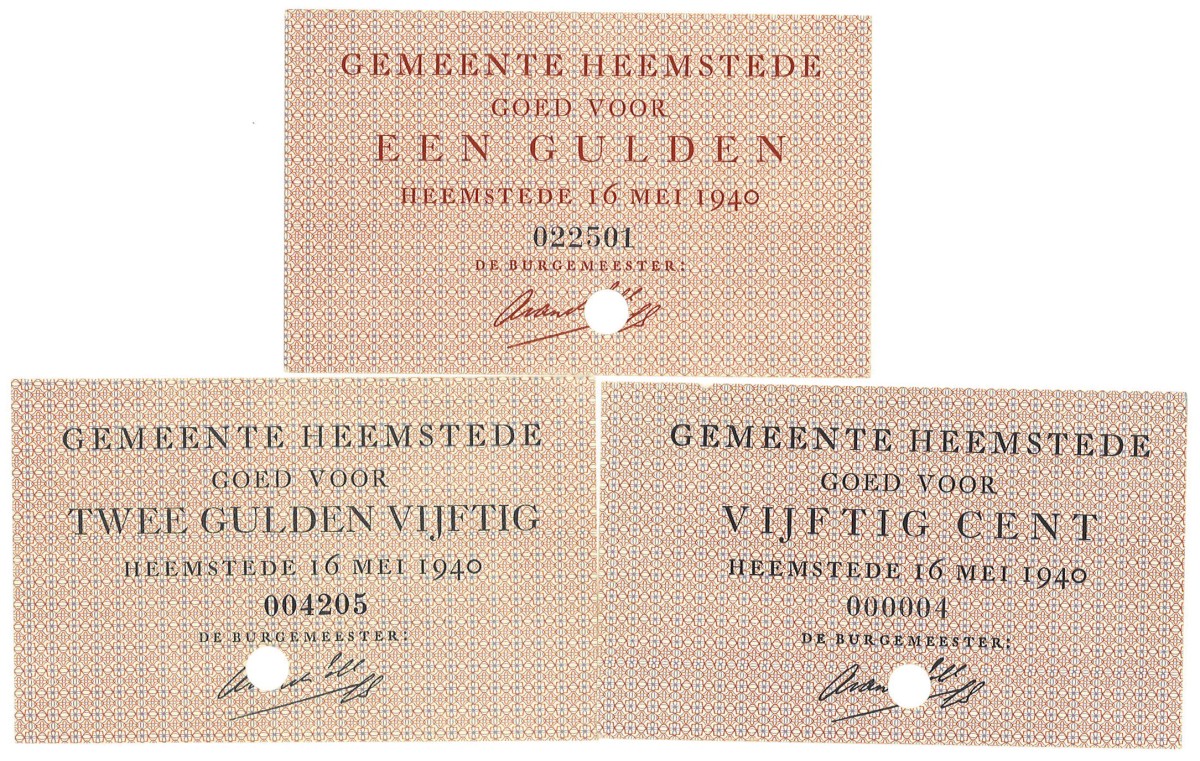 GEMEENTE HEEMSTEDE
GOED VOOR
EEN GULDEN
HEEMSTEDE 16 MEI 1940
022501
DE BURGEMEESTER:
GEMEENTE HEEMSTEDE
GOED VOOR
TWEE GULDEN VIJFTIG
HEEMSTEDE 16 MEI 1940
004205
DE BURGEMEESTER:
GEMEENTE HEEMSTEDE
GOED VOOR
VIJFTIG CENT
HEEMSTEDE 16 MEI 1940
000004
DE BURGEMEESTER: